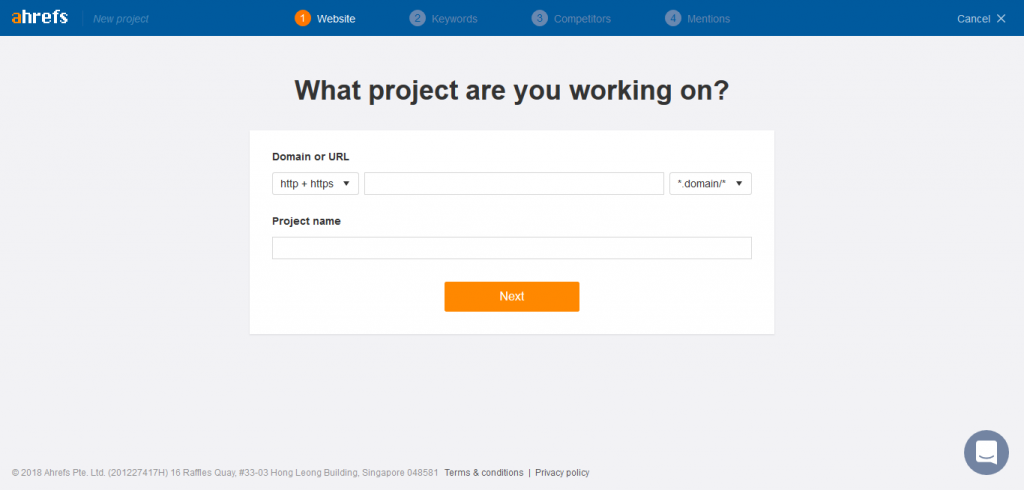 ahrefs New project 1 Website 2 Keywords 3 Competitors 4 Mentions Cancel
What project are you working on?
Domain or URL
http + https *.domain/*
Project name
Next
© 2018 Ahrefs Pte. Ltd. (201227417H) 16 Raffles Quay, #33-03 Hong Leong Building, Singapore 048581 Terms & conditions | Privacy policy